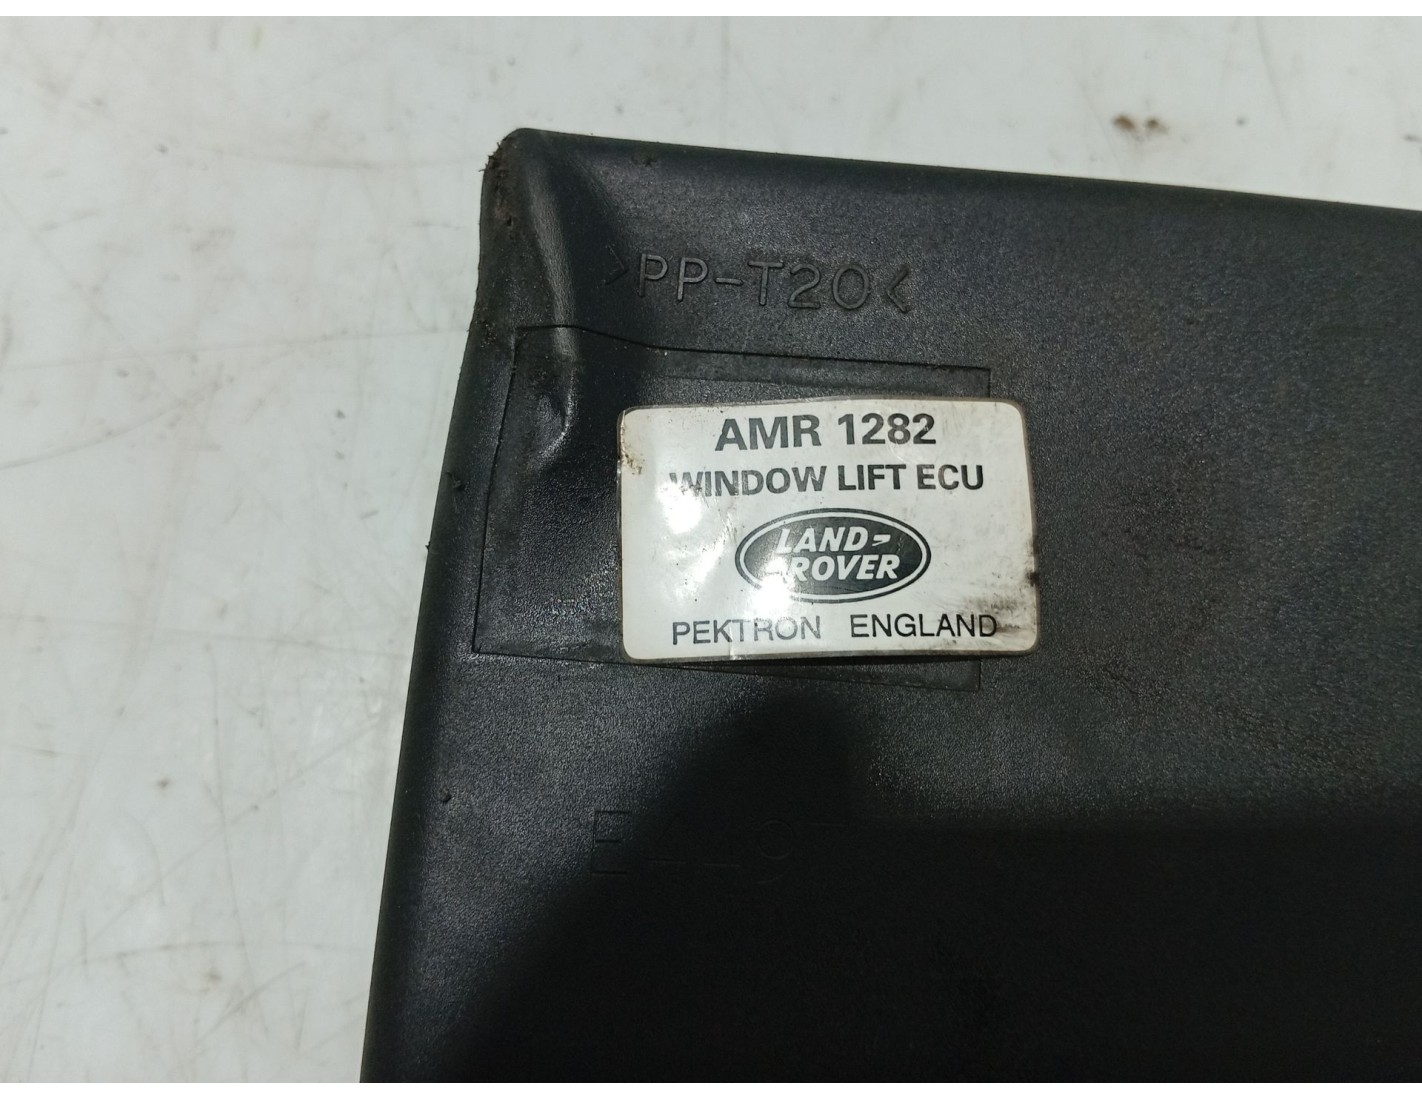 >PP-T20<
AMR 1282
WINDOW LIFT ECU
LAND-
ROVER
PEKTRON ENGLAND